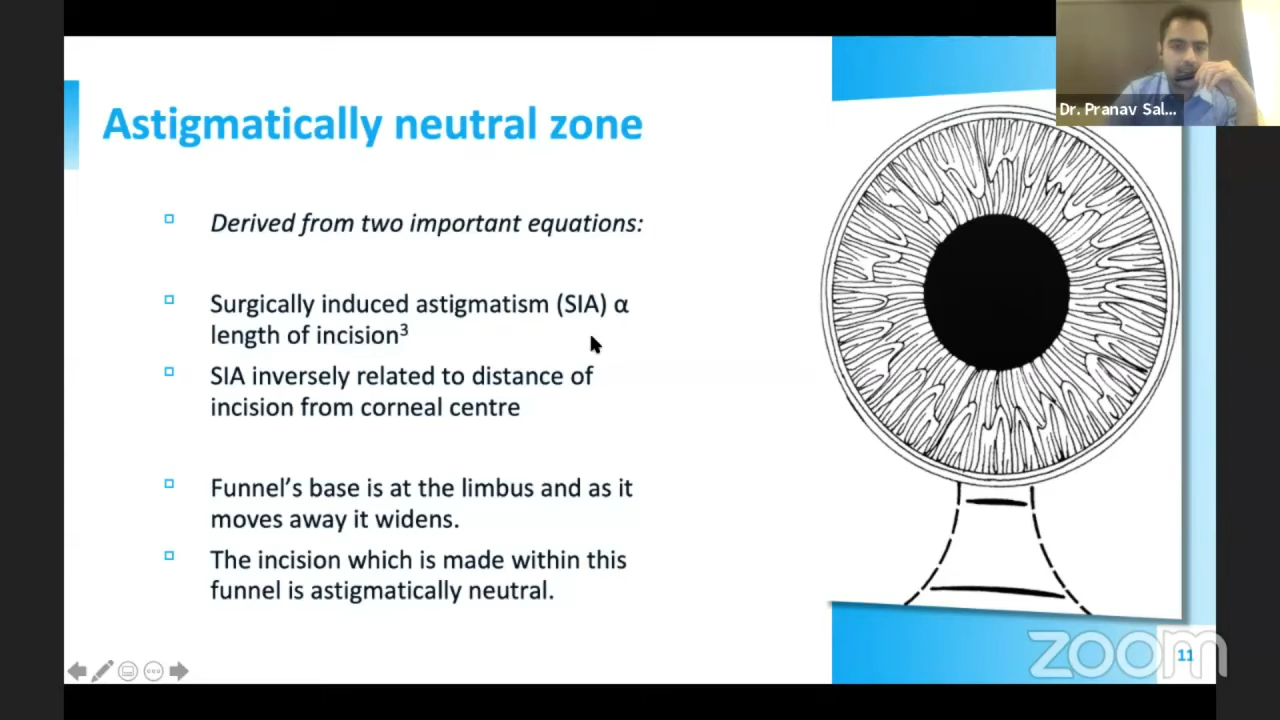 Astigmatically neutral zone
Derived from two important equations:
Surgically induced astigmatism (SIA) α
length of incision³
SIA inversely related to distance of
incision from corneal centre
Funnel’s base is at the limbus and as it
moves away it widens.
The incision which is made within this
funnel is astigmatically neutral.
Dr. Pranav Sal...
zoom
11